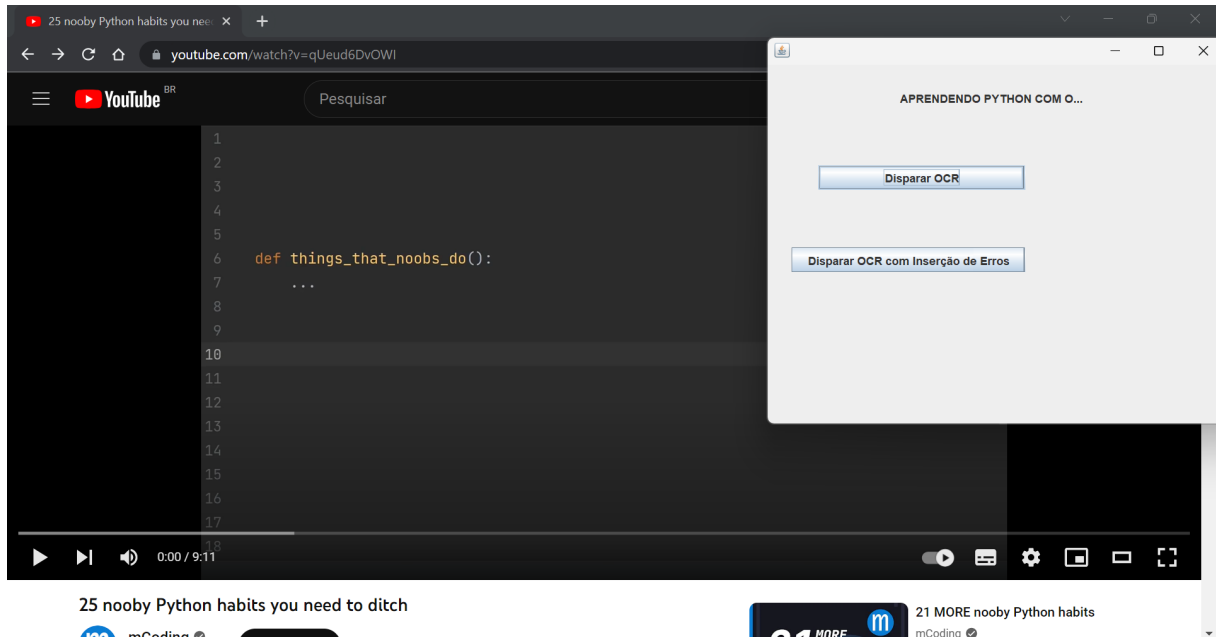 25 nooby Python habits you nee
youtube.com/watch?v=qUeud6DvOWI
YouTube BR
Pesquisar
APRENDENDO PYTHON COM O...
Disparar OCR
Disparar OCR com Inserção de Erros
1
2
3
4
5
6 def things_that_noobs_do():
7 ...
8
9
10
11
12
13
14
15
16
17
18
0:00 / 9:11
25 nooby Python habits you need to ditch
mCoding
MORE
m
21 MORE nooby Python habits
mCoding